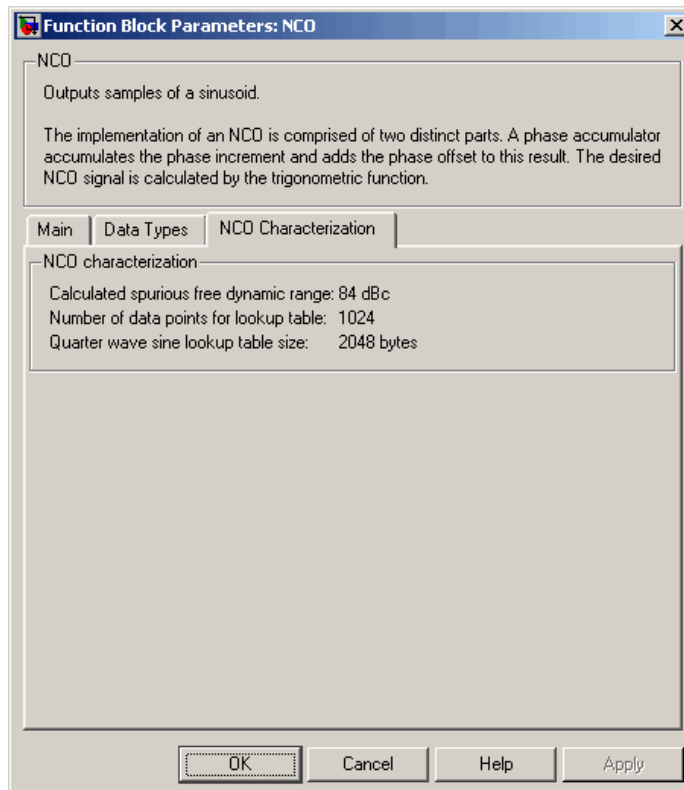 Function Block Parameters: NCO
NCO
Outputs samples of a sinusoid.
The implementation of an NCO is comprised of two distinct parts. A phase accumulator
accumulates the phase increment and adds the phase offset to this result. The desired
NCO signal is calculated by the trigonometric function.
Main Data Types NCO Characterization
NCO characterization
Calculated spurious free dynamic range: 84 dBc
Number of data points for lookup table: 1024
Quarter wave sine lookup table size: 2048 bytes
OK Cancel Help Apply